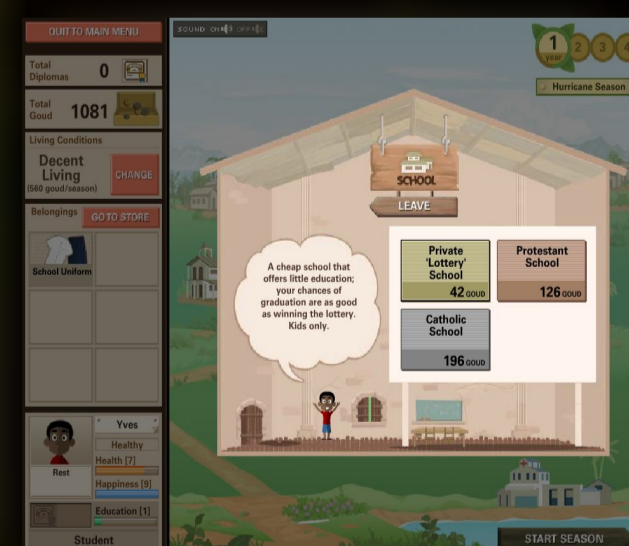 QUIT TO MAIN MENU
SOUND ON OFF
Total
Diplomas
0
Total
Goud
1081
Living Conditions
Decent
Living
(560 goud/season)
CHANGE
Belongings
GO TO STORE
School Uniform
Yves
Healthy
Health [7]
Rest
Happiness [9]
Education [1]
Student
1
year
2
3
4
Hurricane Season
SCHOOL
LEAVE
A cheap school that
offers little education;
your chances of
graduation are as good
as winning the lottery.
Kids only.
Private
'Lottery'
School
42 GOUD
Protestant
School
126 GOUD
Catholic
School
196 GOUD
START SEASON